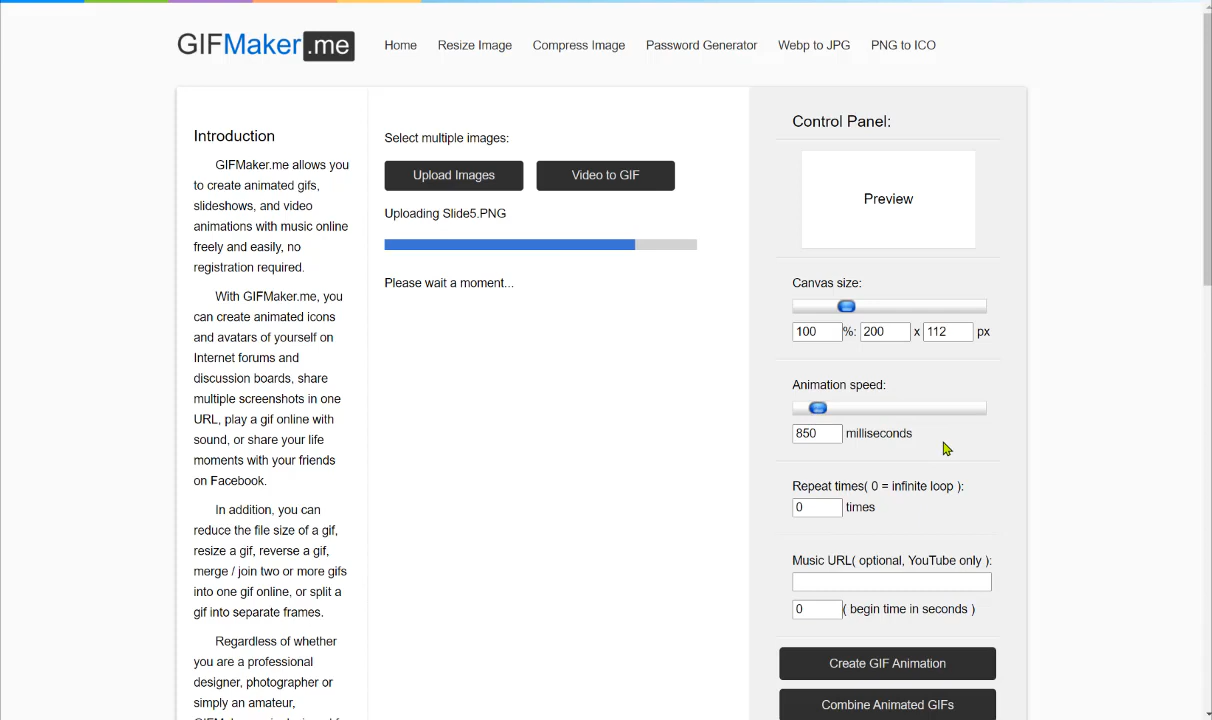 GIFMaker.me
Home
Resize Image
Compress Image
Password Generator
Webp to JPG
PNG to ICO
Introduction
GIFMaker.me allows you
to create animated gifs,
slideshows, and video
animations with music online
freely and easily, no
registration required.
With GIFMaker.me, you
can create animated icons
and avatars of yourself on
Internet forums and
discussion boards, share
multiple screenshots in one
URL, play a gif online with
sound, or share your life
moments with your friends
on Facebook.
In addition, you can
reduce the file size of a gif,
resize a gif, reverse a gif,
merge / join two or more gifs
into one gif online, or split a
gif into separate frames.
Regardless of whether
you are a professional
designer, photographer or
simply an amateur,
Select multiple images:
Upload Images
Video to GIF
Uploading Slide5.PNG
Please wait a moment...
Control Panel:
Preview
Canvas size:
100 %: 200 x 112 px
Animation speed:
850 milliseconds
Repeat times( 0 = infinite loop ):
0 times
Music URL( optional, YouTube only ):
0 ( begin time in seconds )
Create GIF Animation
Combine Animated GIFs